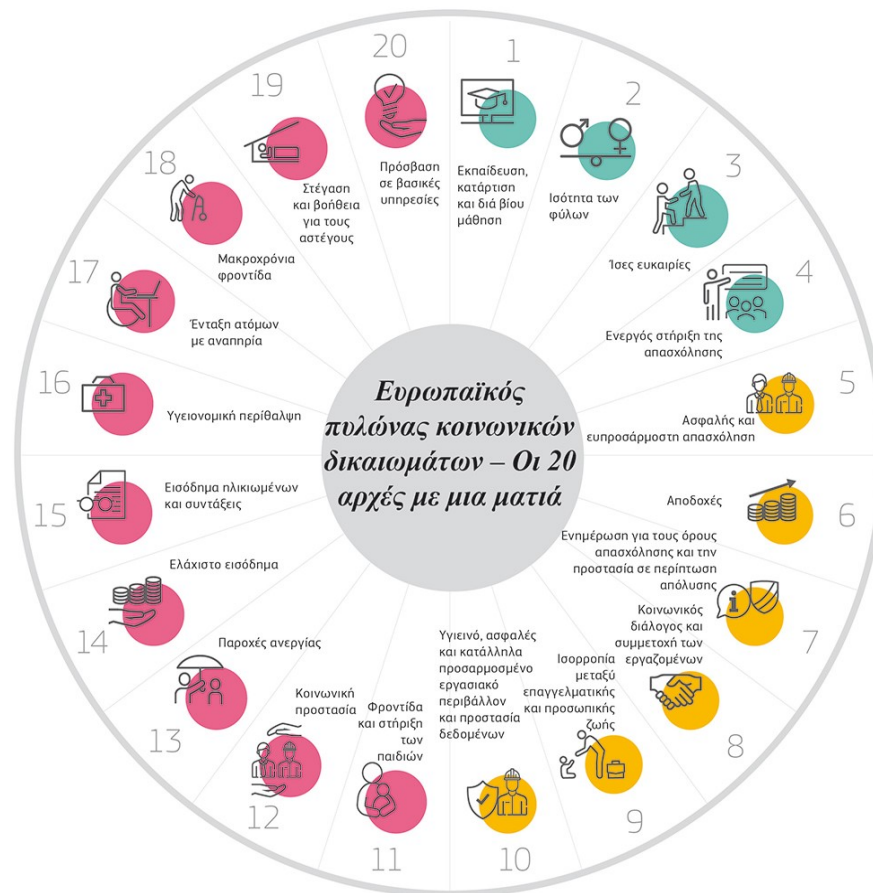 Ευρωπαϊκός
πυλώνας κοινωνικών
δικαιωμάτων – Οι 20
αρχές με μια ματιά
1
Εκπαίδευση,
κατάρτιση
και διά βίου
μάθηση
2
Ισότητα των
φύλων
3
Ίσες ευκαιρίες
4
Ενεργός στήριξη της
απασχόλησης
5
Ασφαλής και
ευπροσάρμοστη απασχόληση
6
Αποδοχές
7
Ενημέρωση για τους όρους
απασχόλησης και την
προστασία σε περίπτωση
απόλυσης
8
Κοινωνικός
διάλογος και
συμμετοχή των
εργαζομένων
9
Ισορροπία
μεταξύ
επαγγελματικής
και προσωπικής
ζωής
10
Υγιεινό, ασφαλές
και κατάλληλα
προσαρμοσμένο
εργασιακό
περιβάλλον
και προστασία
δεδομένων
11
Φροντίδα
και στήριξη
των
παιδιών
12
Κοινωνική
προστασία
13
Παροχές ανεργίας
14
Ελάχιστο εισόδημα
15
Εισόδημα ηλικιωμένων
και συντάξεις
16
Υγειονομική περίθαλψη
17
Ένταξη ατόμων
με αναπηρία
18
Μακροχρόνια
φροντίδα
19
Στέγαση
και βοήθεια
για τους
αστέγους
20
Πρόσβαση
σε βασικές
υπηρεσίες